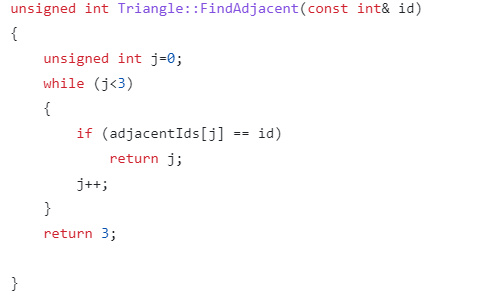 unsigned int Triangle::FindAdjacent(const int& id)
{
    unsigned int j=0;
    while (j<3)
    {
        if (adjacentIds[j] == id)
            return j;
        j++;
    }
    return 3;

}